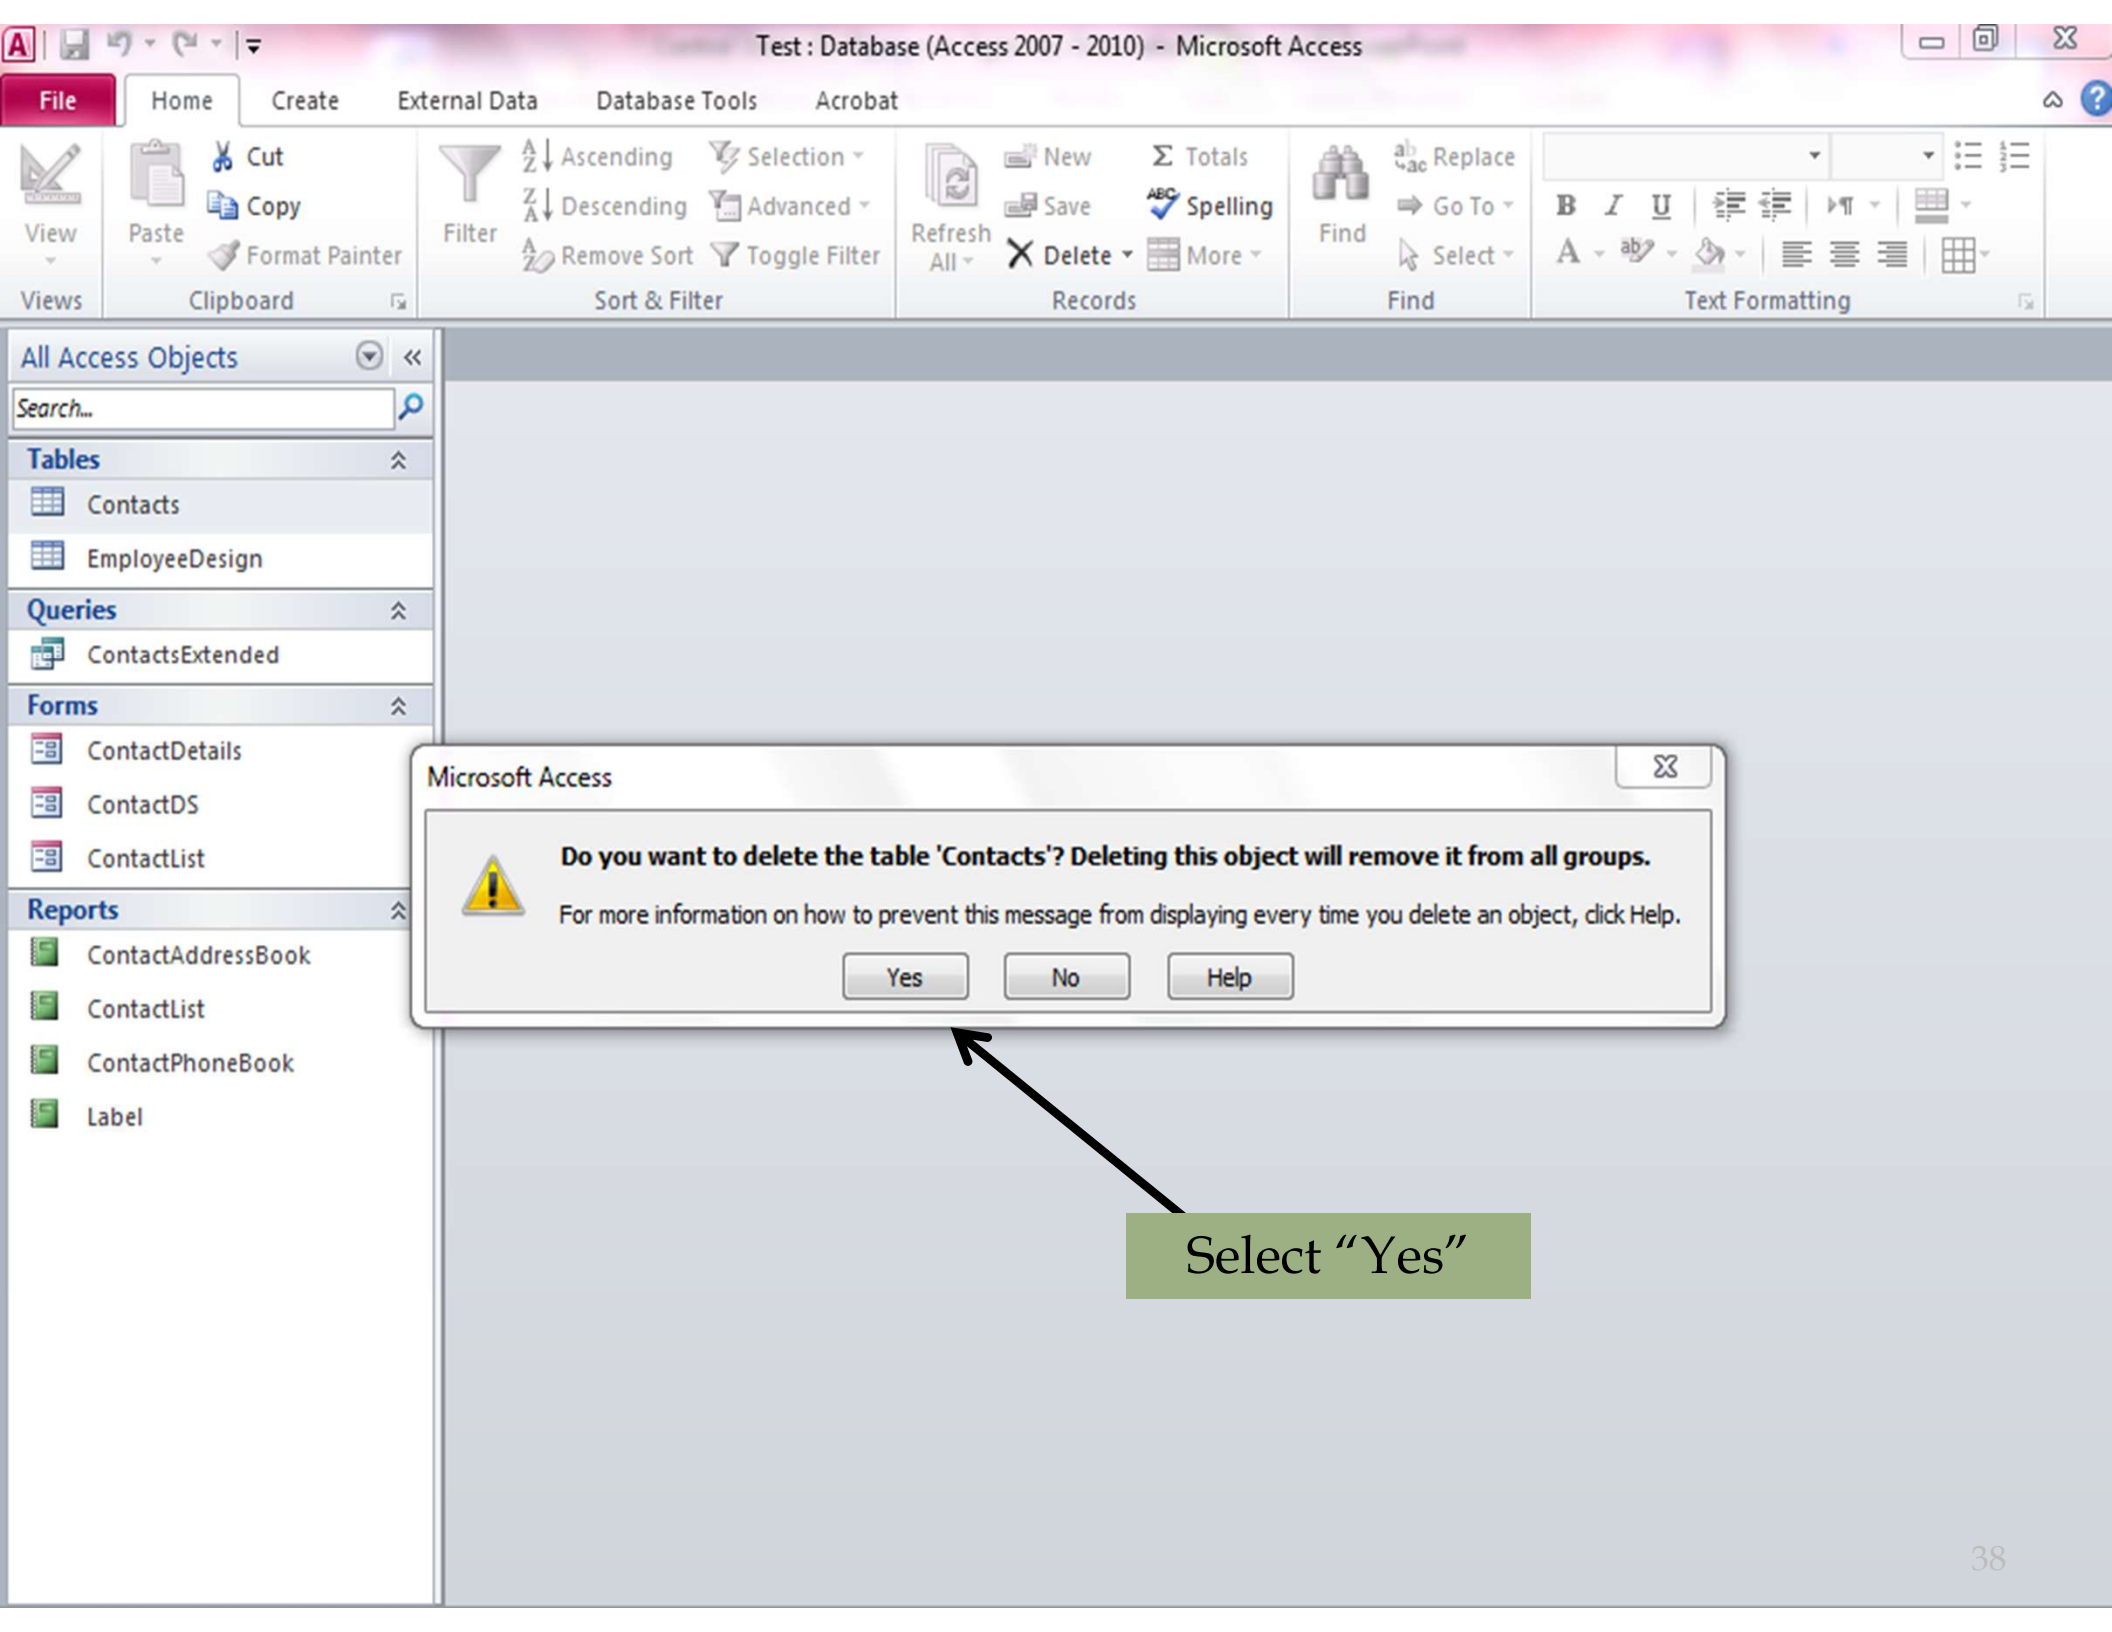 Test : Database (Access 2007 - 2010) - Microsoft Access
File Home Create External Data Database Tools Acrobat
View
Views
Paste
Cut
Copy
Format Painter
Clipboard
Filter
Ascending
Descending
Remove Sort
Selection
Advanced
Toggle Filter
Sort & Filter
Refresh
All
New
Save
Delete
Totals
Spelling
More
Records
Find
Replace
Go To
Select
Find
B I U
A
Text Formatting
All Access Objects
Search...
Tables
Contacts
EmployeeDesign
Queries
ContactsExtended
Forms
ContactDetails
ContactDS
ContactList
Reports
ContactAddressBook
ContactList
ContactPhoneBook
Label
Microsoft Access
Do you want to delete the table 'Contacts'? Deleting this object will remove it from all groups.
For more information on how to prevent this message from displaying every time you delete an object, click Help.
Yes No Help
Select “Yes”
38